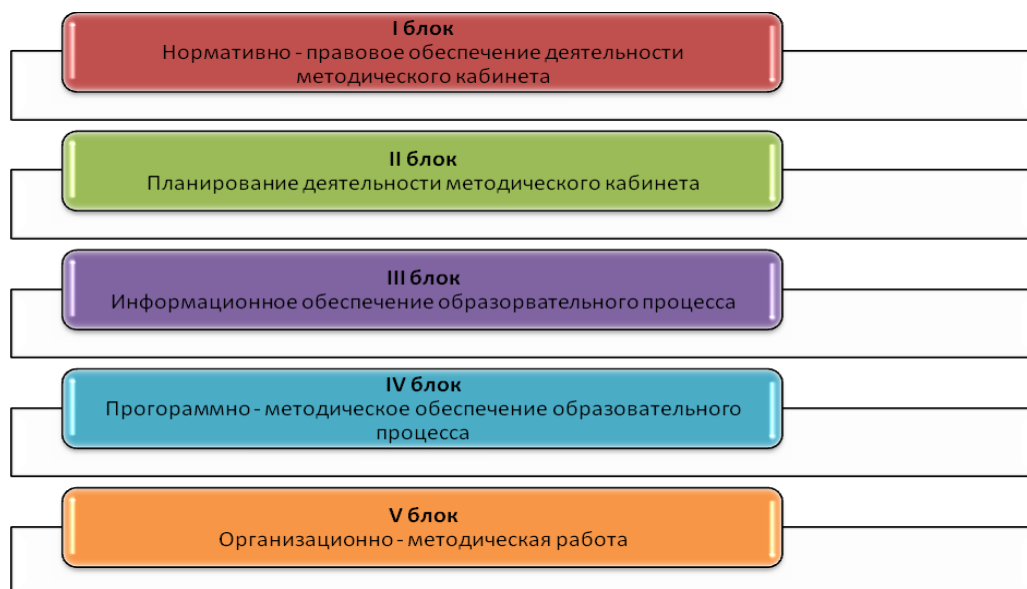 I блок
Нормативно - правовое обеспечение деятельности
методического кабинета
II блок
Планирование деятельности методического кабинета
III блок
Информационное обеспечение образорвательного процесса
IV блок
Прогораммно - методическое обеспечение образовательного
процесса
V блок
Организационно - методическая работа